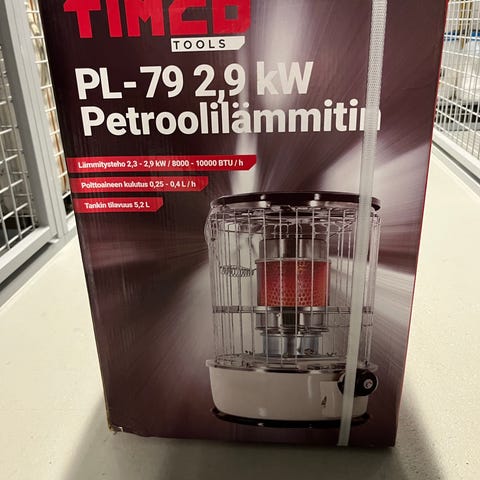 TIMCO
TOOLS
PL-79 2,9 kW
Petroolilämmitin
Lämmitysteho 2,3 - 2,9 kW / 8000 - 10000 BTU / h
Polttoaineen kulutus 0,25 - 0,4 L / h
Tankin tilavuus 5,2 L